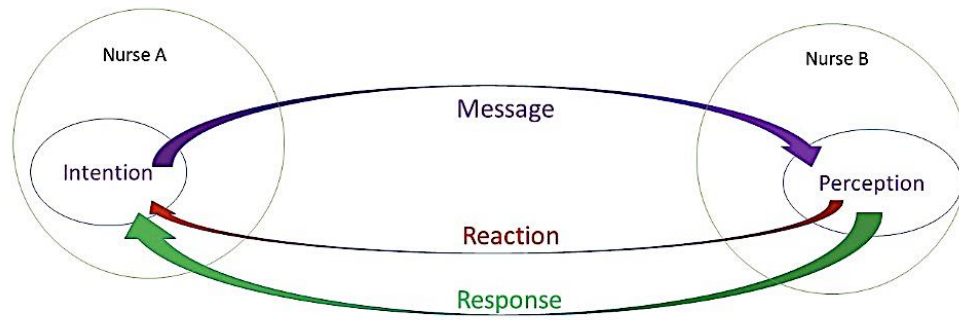 Nurse A
Nurse B
Message
Intention
Perception
Reaction
Response